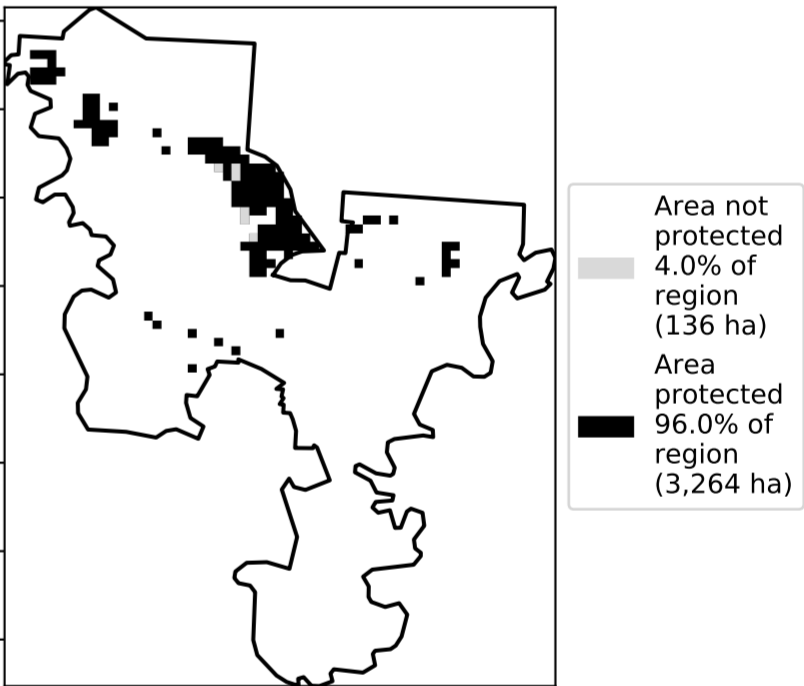 Area not
protected
4.0% of
region
(136 ha)
Area
protected
96.0% of
region
(3,264 ha)